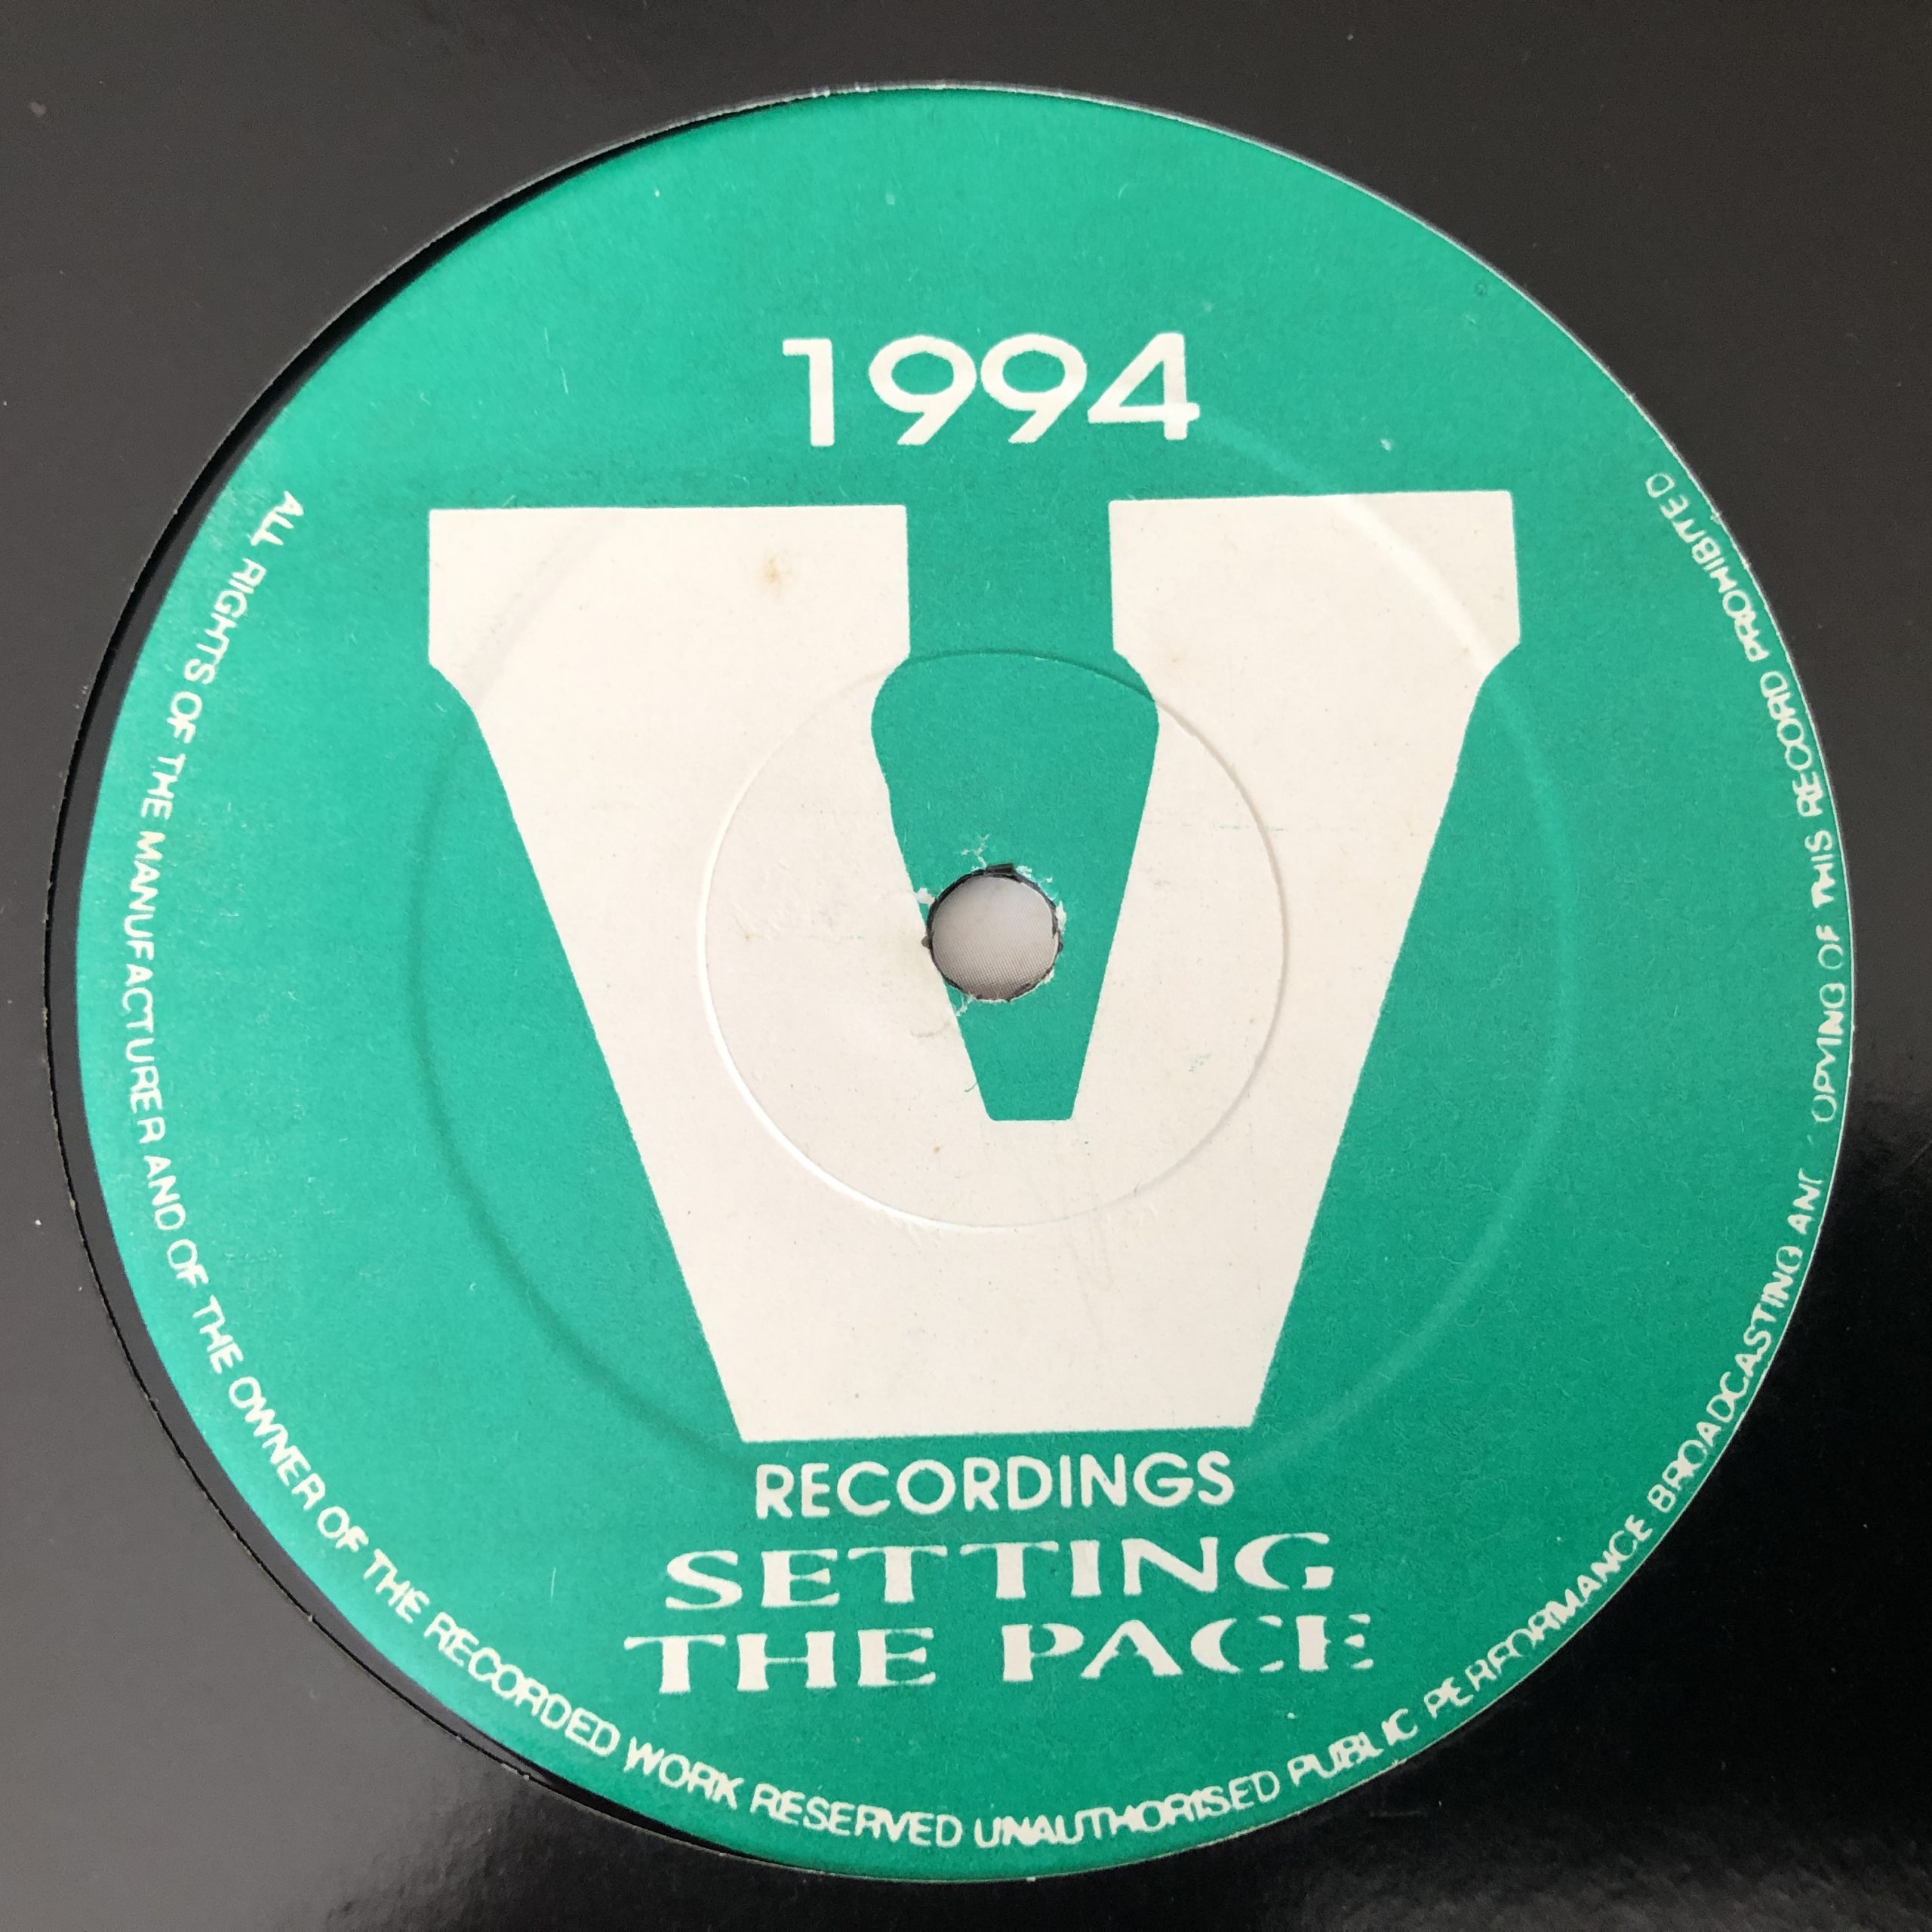 1994
V
RECORDINGS
SETTING
THE PACE
ALL RIGHTS OF THE MANUFACTURER AND OF THE OWNER OF THE RECORDED WORK RESERVED UNAUTHORISED PUBLIC PERFORMANCE BROADCASTING AND OPYING OF THIS RECORD PROHIBITED